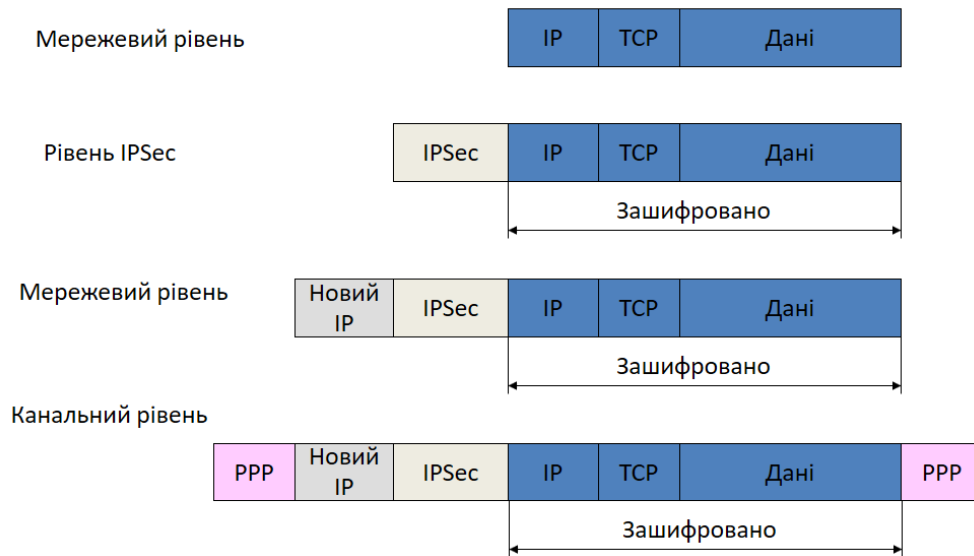 Мережевий рівень
IP TCP Дані
Рівень IPSec
IPSec IP TCP Дані
Зашифровано
Мережевий рівень
Новий
IP
IPSec IP TCP Дані
Зашифровано
Канальний рівень
PPP
Новий
IP
IPSec IP TCP Дані PPP
Зашифровано